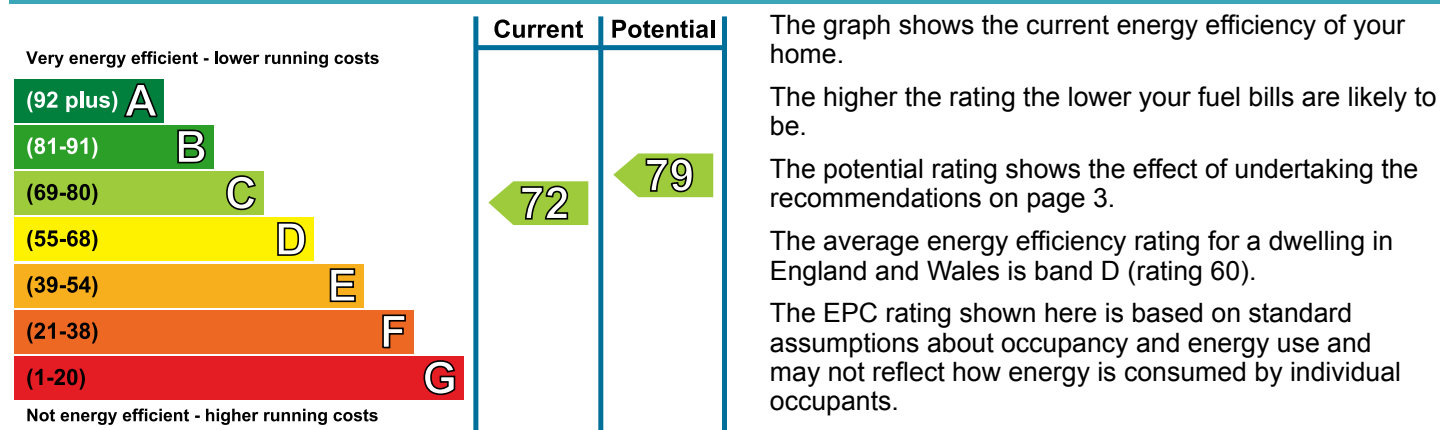 Current Potential
Very energy efficient - lower running costs
(92 plus) A
(81-91) B
(69-80) C
(55-68) D
(39-54) E
(21-38) F
(1-20) G
Not energy efficient - higher running costs
72
79
The graph shows the current energy efficiency of your
home.
The higher the rating the lower your fuel bills are likely to
be.
The potential rating shows the effect of undertaking the
recommendations on page 3.
The average energy efficiency rating for a dwelling in
England and Wales is band D (rating 60).
The EPC rating shown here is based on standard
assumptions about occupancy and energy use and
may not reflect how energy is consumed by individual
occupants.